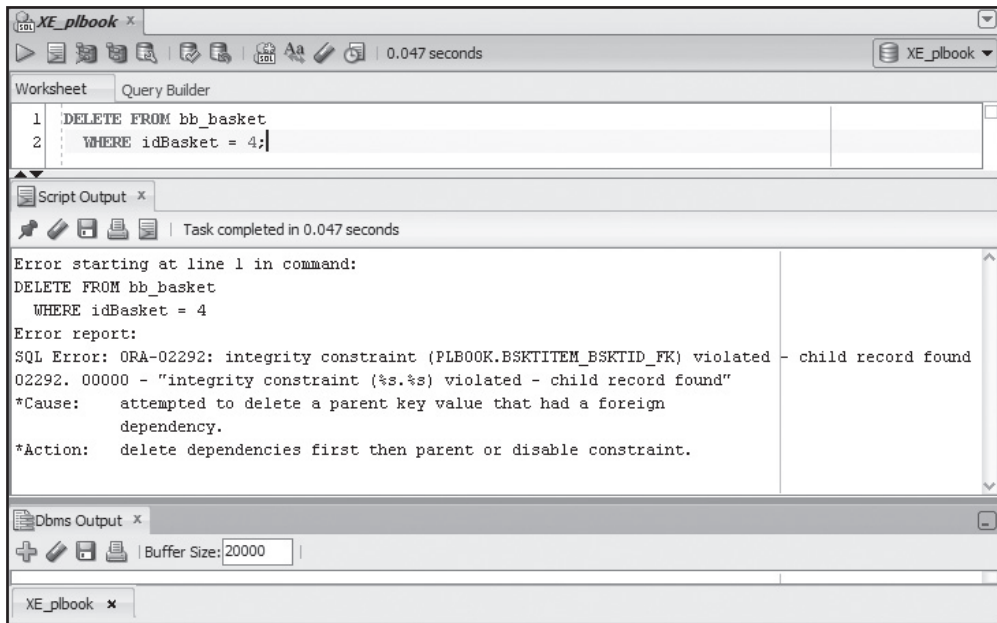 SQL XE_plbook x
SQL Aa 0.047 seconds XE_plbook
Worksheet Query Builder
1 DELETE FROM bb_basket
2 WHERE idBasket = 4;
Script Output x
Task completed in 0.047 seconds
Error starting at line 1 in command:
DELETE FROM bb_basket
WHERE idBasket = 4
Error report:
SQL Error: ORA-02292: integrity constraint (PLBOOK.BSKTITEM_BSKTID_FK) violated - child record found
02292. 00000 - "integrity constraint (%s.%s) violated - child record found"
*Cause: attempted to delete a parent key value that had a foreign
dependency.
*Action: delete dependencies first then parent or disable constraint.
Dbms Output x
Buffer Size: 20000
XE_plbook x